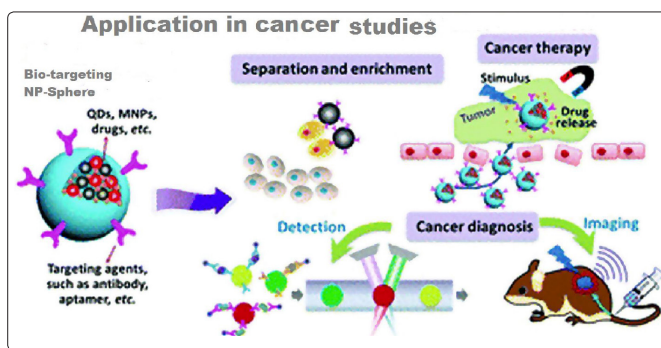 Application in cancer studies
Bio-targeting
NP-Sphere
QDs, MNPs,
drugs, etc.
Targeting agents,
such as antibody,
aptamer, etc.
Separation and enrichment
Cancer therapy
Stimulus
Tumor
Drug
release
Detection
Cancer diagnosis
Imaging